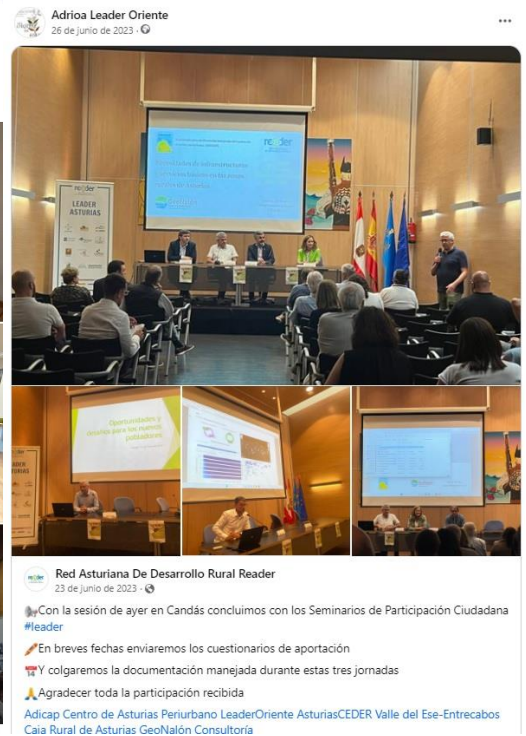 Adrioa Leader Oriente
26 de junio de 2023 ·
reader
LEADER
ASTURIAS
reader
Oportunidades y
desafíos para los nuevos
pobladores
Red Asturiana De Desarrollo Rural Reader
23 de junio de 2023 ·
Con la sesión de ayer en Candás concluimos con los Seminarios de Participación Ciudadana
#leader
En breves fechas enviaremos los cuestionarios de aportación
Y colgaremos la documentación manejada durante estas tres jornadas
Agradecer toda la participación recibida
Adicap Centro de Asturias Periurbano LeaderOriente AsturiasCEDER Valle del Ese-Entrecabos
Caja Rural de Asturias GeoNalón Consultoría